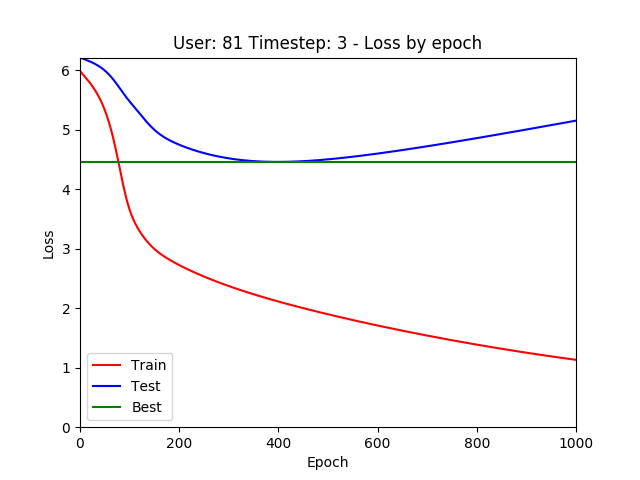 User: 81 Timestep: 3 - Loss by epoch
6
5
4
3
2
1
0
Loss
Train
Test
Best
0 200 400 600 800 1000
Epoch